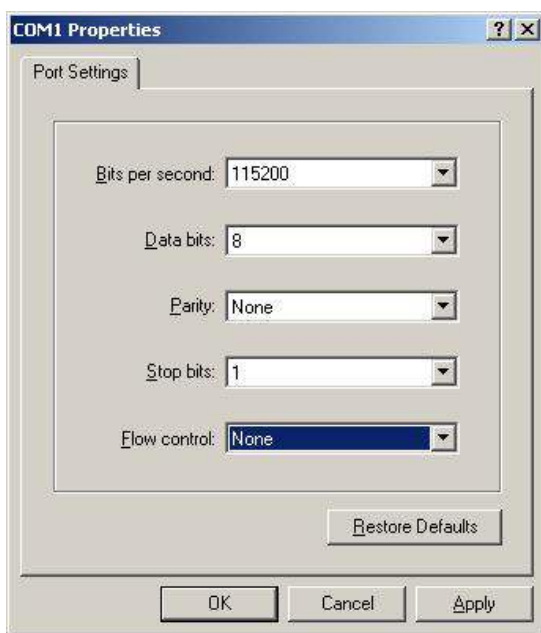 COM1 Properties
Port Settings
Bits per second: 115200
Data bits: 8
Parity: None
Stop bits: 1
Flow control: None
Restore Defaults
OK Cancel Apply